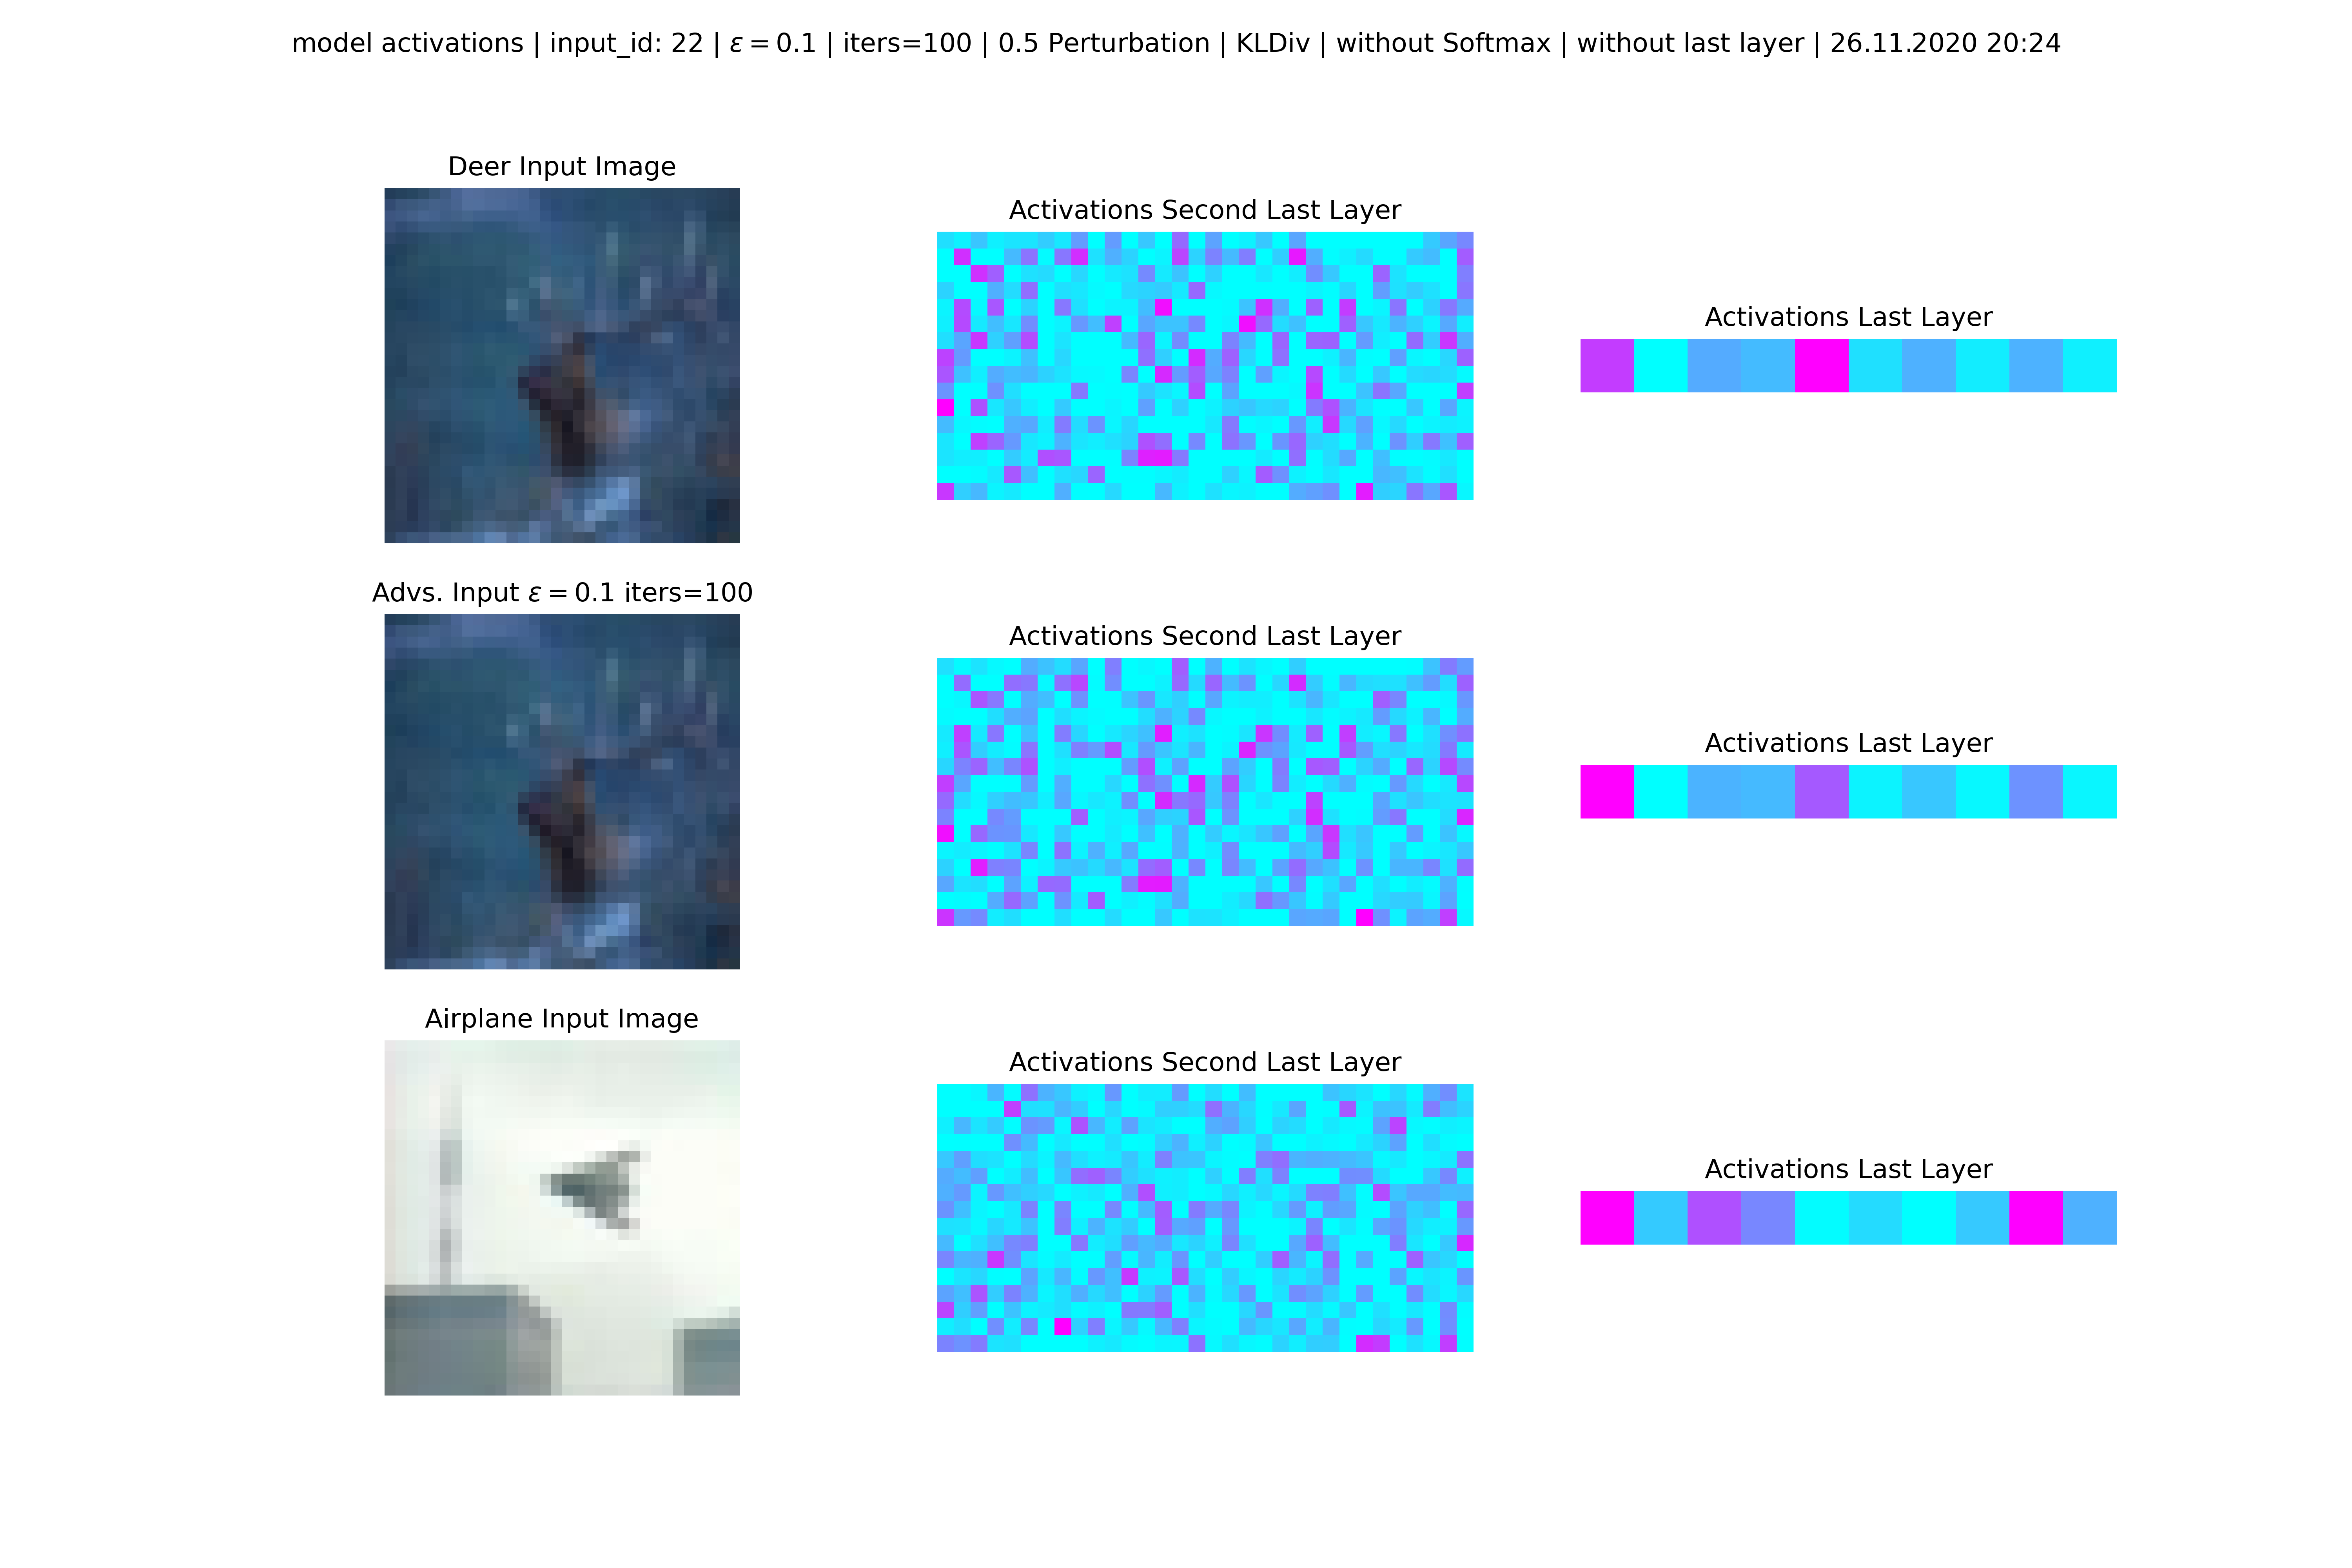 model activations | input_id: 22 | ε = 0.1 | iters=100 | 0.5 Perturbation | KLDiv | without Softmax | without last layer | 26.11.2020 20:24
Deer Input Image
Activations Second Last Layer
Activations Last Layer
Advs. Input ε = 0.1 iters=100
Activations Second Last Layer
Activations Last Layer
Airplane Input Image
Activations Second Last Layer
Activations Last Layer